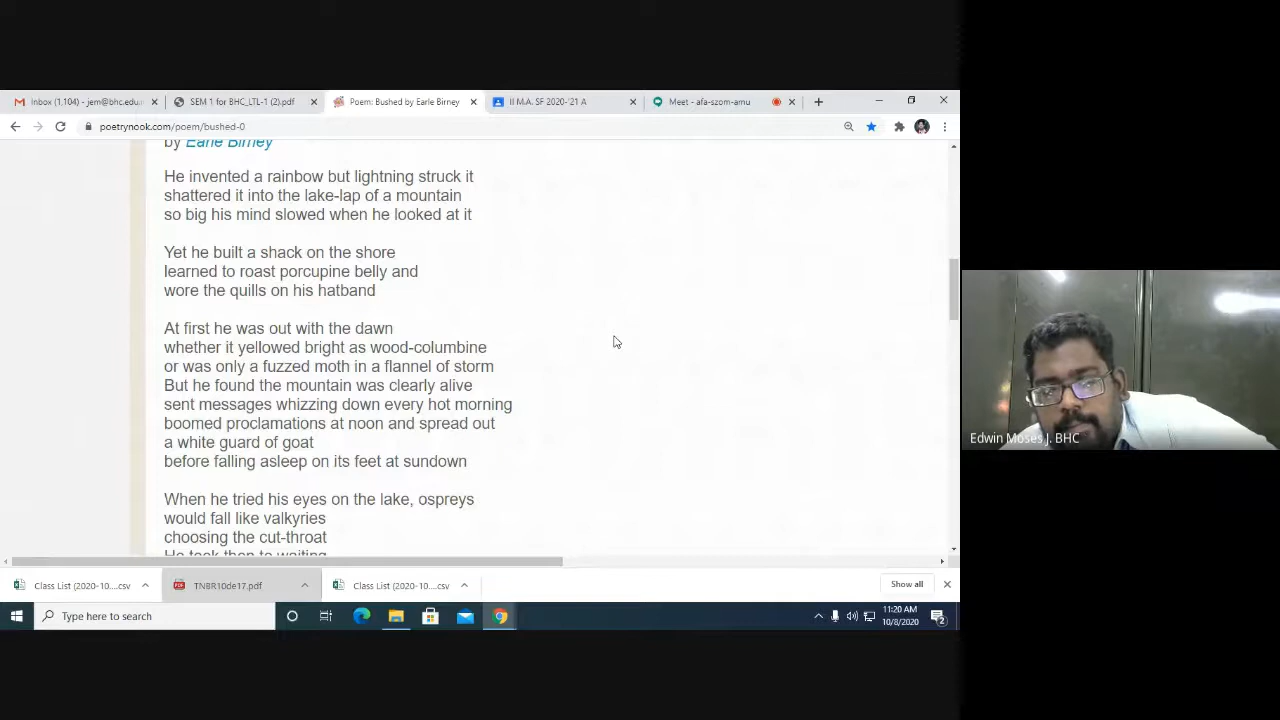 Inbox (1,104) - jem@bhc.edu
SEM 1 for BHC_LTL-1 (2).pdf
Poem: Bushed by Earle Birney
II M.A. SF 2020-'21 A
Meet - afa-szom-amu
poetrynook.com/poem/bushed-0
by Earle Birney
He invented a rainbow but lightning struck it
shattered it into the lake-lap of a mountain
so big his mind slowed when he looked at it
Yet he built a shack on the shore
learned to roast porcupine belly and
wore the quills on his hatband
At first he was out with the dawn
whether it yellowed bright as wood-columbine
or was only a fuzzed moth in a flannel of storm
But he found the mountain was clearly alive
sent messages whizzing down every hot morning
boomed proclamations at noon and spread out
a white guard of goat
before falling asleep on its feet at sundown
When he tried his eyes on the lake, ospreys
would fall like valkyries
choosing the cut-throat
He took then to waiting
Edwin Moses J. BHC
Class List (2020-10....csv
TNBR10de17.pdf
Class List (2020-10....csv
Show all
Type here to search
11:20 AM
10/8/2020
2